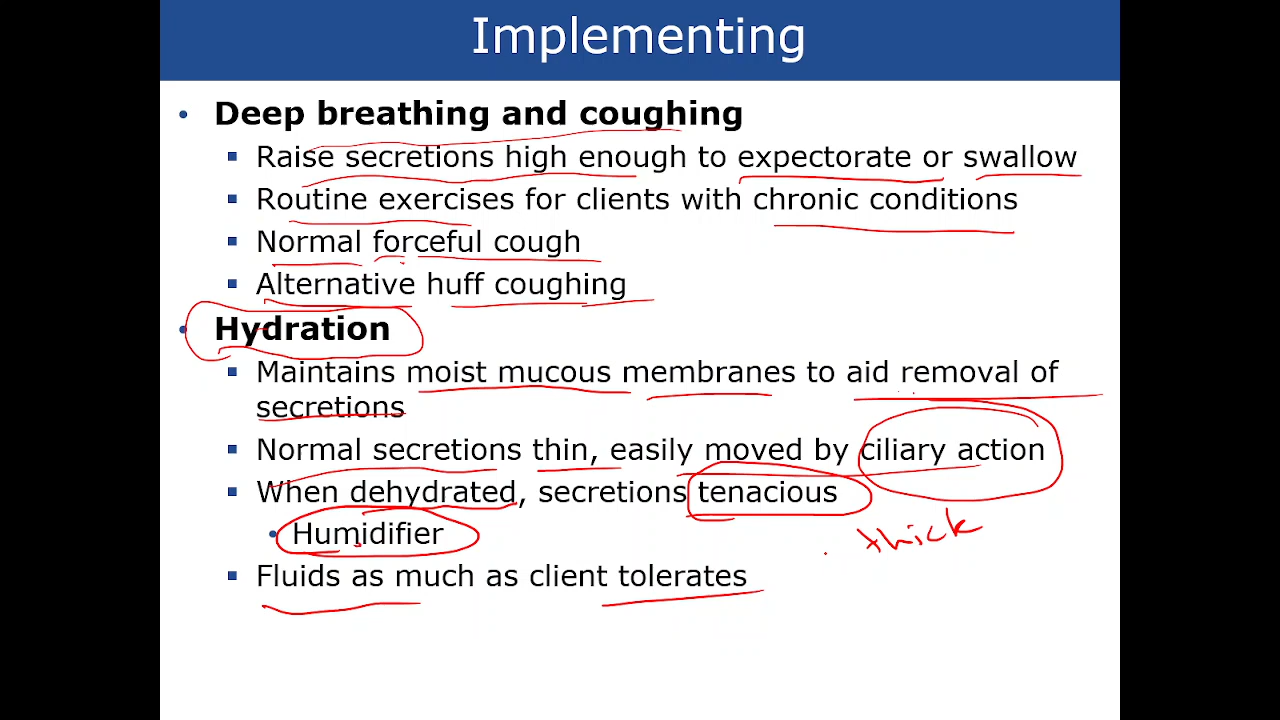 Implementing
• Deep breathing and coughing
▪ Raise secretions high enough to expectorate or swallow
▪ Routine exercises for clients with chronic conditions
▪ Normal forceful cough
▪ Alternative huff coughing
• Hydration
▪ Maintains moist mucous membranes to aid removal of
secretions
▪ Normal secretions thin, easily moved by ciliary action
▪ When dehydrated, secretions tenacious
• Humidifier
thick
▪ Fluids as much as client tolerates